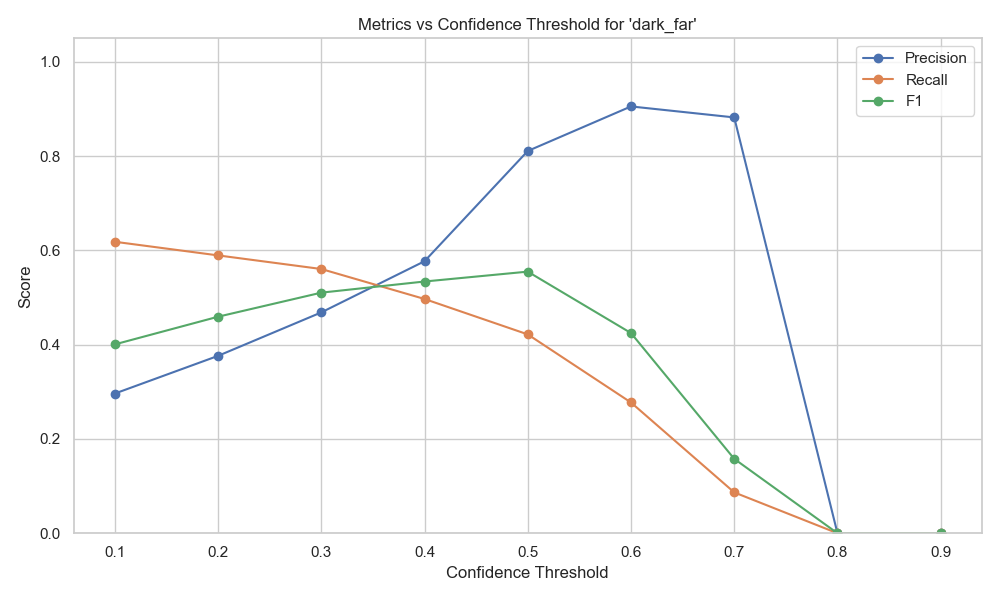 Metrics vs Confidence Threshold for 'dark_far'
Precision
Recall
F1
Score
1.0
0.8
0.6
0.4
0.2
0.0
0.1 0.2 0.3 0.4 0.5 0.6 0.7 0.8 0.9
Confidence Threshold